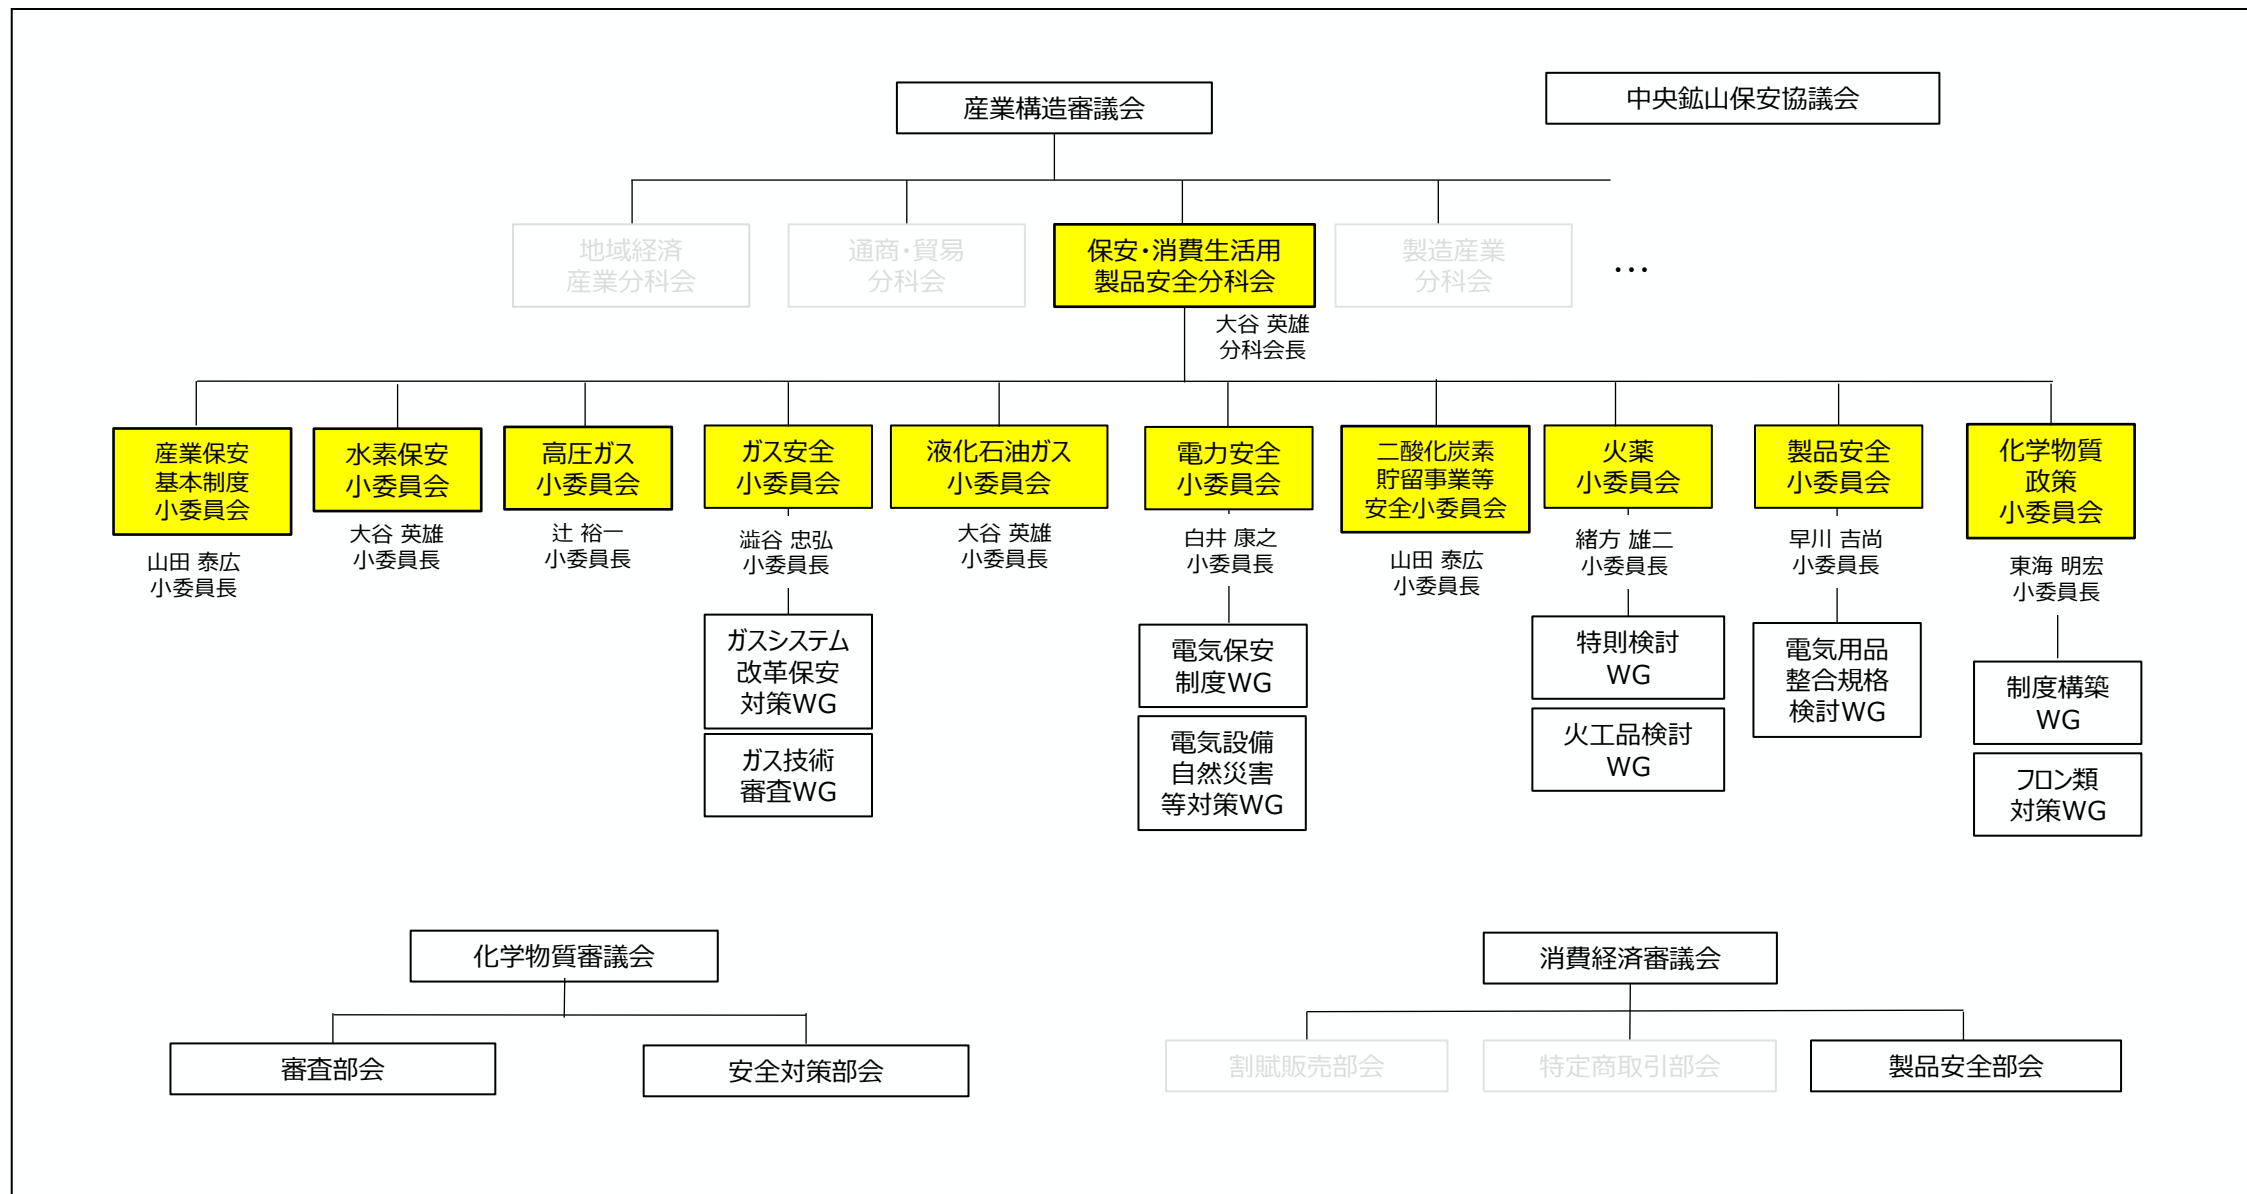 産業構造審議会
中央鉱山保安協議会
地域経済
産業分科会
通商・貿易
分科会
保安・消費生活用
製品安全分科会
製造産業
分科会
…
大谷 英雄
分科会長
産業保安
基本制度
小委員会
山田 泰広
小委員長
水素保安
小委員会
大谷 英雄
小委員長
高圧ガス
小委員会
辻 裕一
小委員長
ガス安全
小委員会
澁谷 忠弘
小委員長
液化石油ガス
小委員会
大谷 英雄
小委員長
電力安全
小委員会
白井 康之
小委員長
二酸化炭素
貯留事業等
安全小委員会
山田 泰広
小委員長
火薬
小委員会
緒方 雄二
小委員長
製品安全
小委員会
早川 吉尚
小委員長
化学物質
政策
小委員会
東海 明宏
小委員長
ガスシステム
改革保安
対策WG
ガス技術
審査WG
電気保安
制度WG
電気設備
自然災害
等対策WG
特則検討
WG
火工品検討
WG
電気用品
整合規格
検討WG
制度構築
WG
フロン類
対策WG
化学物質審議会
審査部会
安全対策部会
消費経済審議会
割賦販売部会
特定商取引部会
製品安全部会